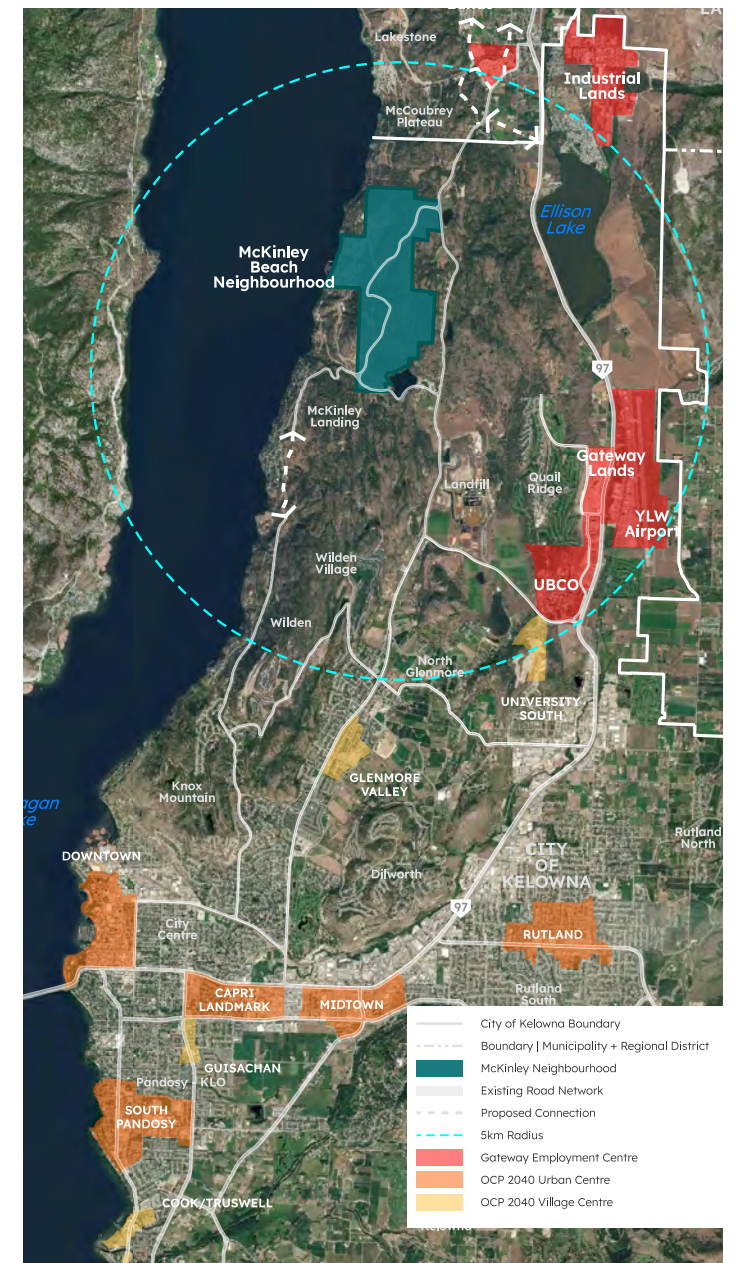 Lakestone
Industrial
Lands
McCoubrey
Plateau
Ellison
Lake
McKinley
Beach
Neighbourhood
97
McKinley
Landing
Gateway
Lands
Landfill
Quail
Ridge
YLW
Airport
Wilden
Village
UBCO
Wilden
North
Glenmore
UNIVERSITY
SOUTH
GLENMORE
VALLEY
Knox
Mountain
agan
ke
Rutland
North
DOWNTOWN
CITY
OF
KELOWNA
Dilworth
97
City
Centre
RUTLAND
CAPRI
LANDMARK
MIDTOWN
Rutland
South
GUISACHAN
Pandosy - KLO
SOUTH
PANDOSY
COOK/TRUSWELL
City of Kelowna Boundary
Boundary | Municipality + Regional District
McKinley Neighbourhood
Existing Road Network
Proposed Connection
5km Radius
Gateway Employment Centre
OCP 2040 Urban Centre
OCP 2040 Village Centre